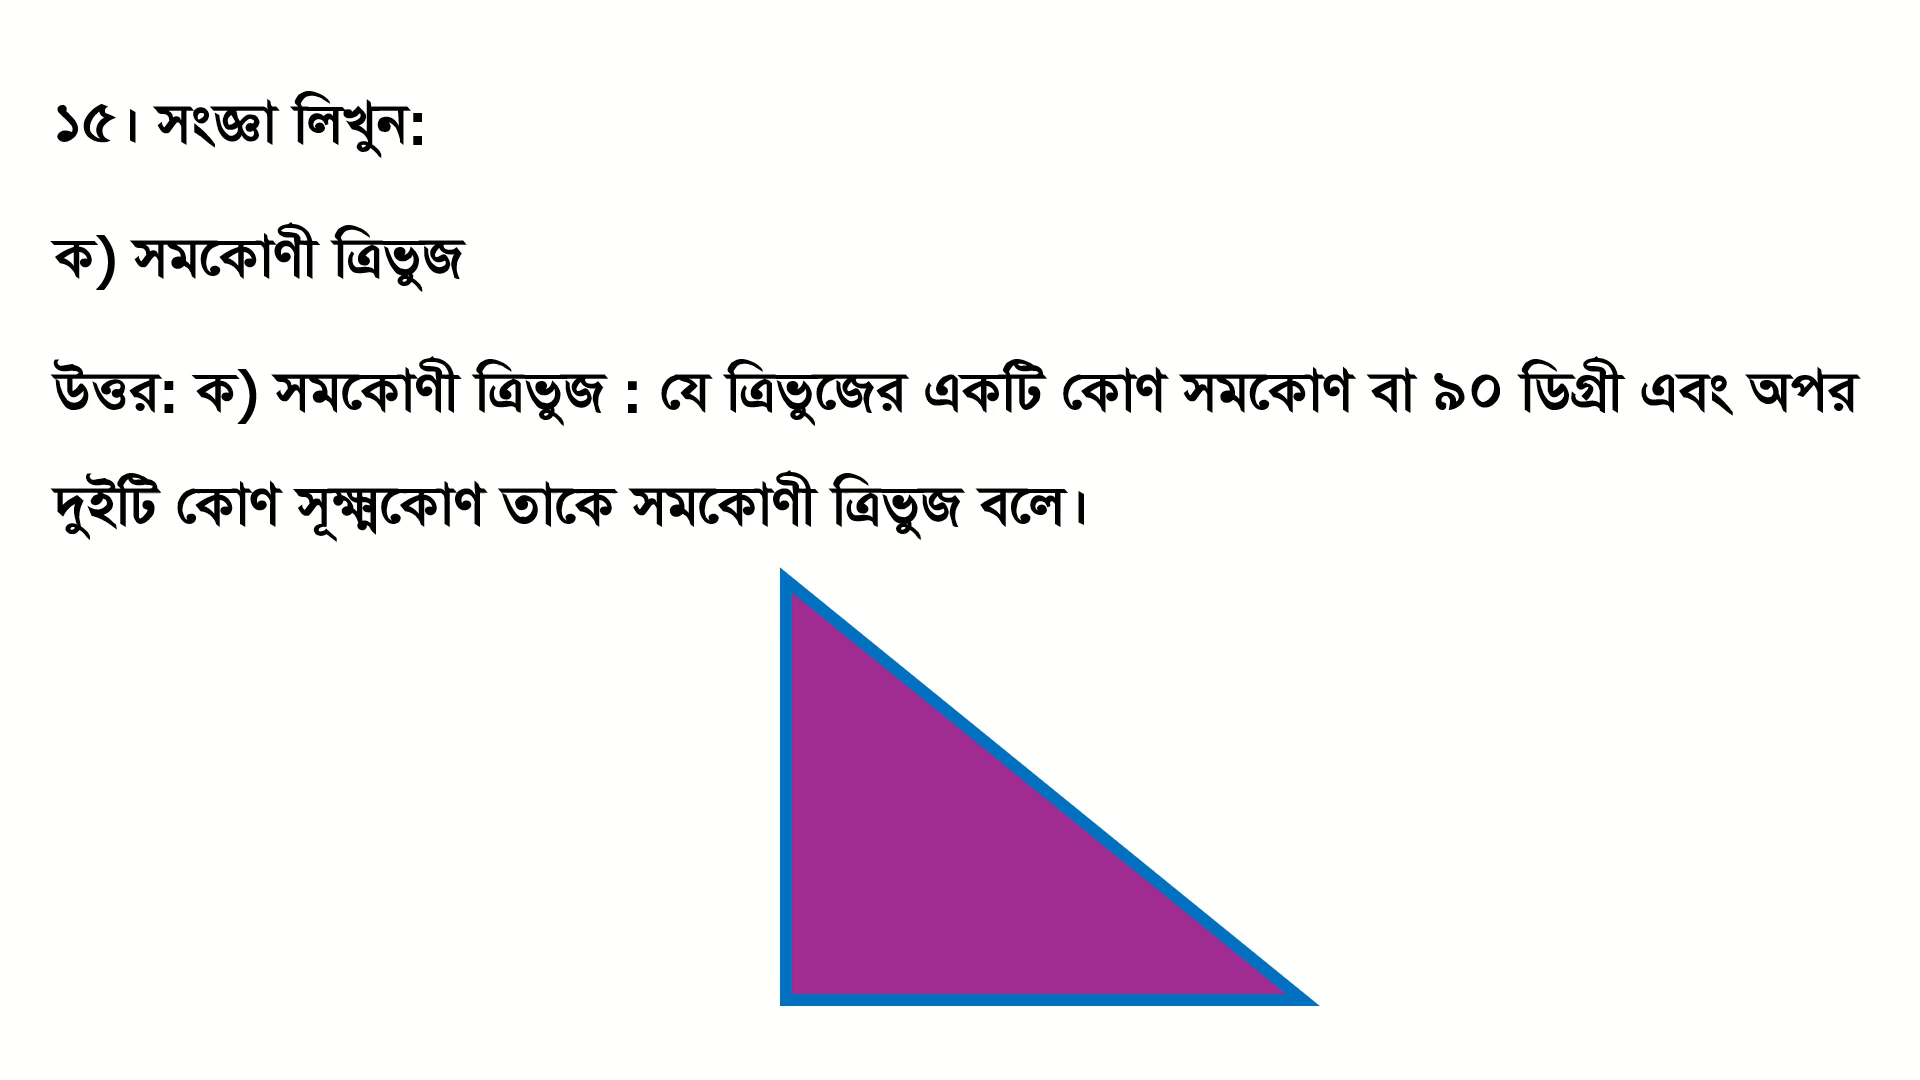 ১৫। সংজ্ঞা লিখুন:
ক) সমকোণী ত্রিভুজ
উত্তর: ক) সমকোণী ত্রিভুজ : যে ত্রিভুজের একটি কোণ সমকোণ বা ৯০ ডিগ্রী এবং অপর
দুইটি কোণ সূক্ষ্মকোণ তাকে সমকোণী ত্রিভুজ বলে।